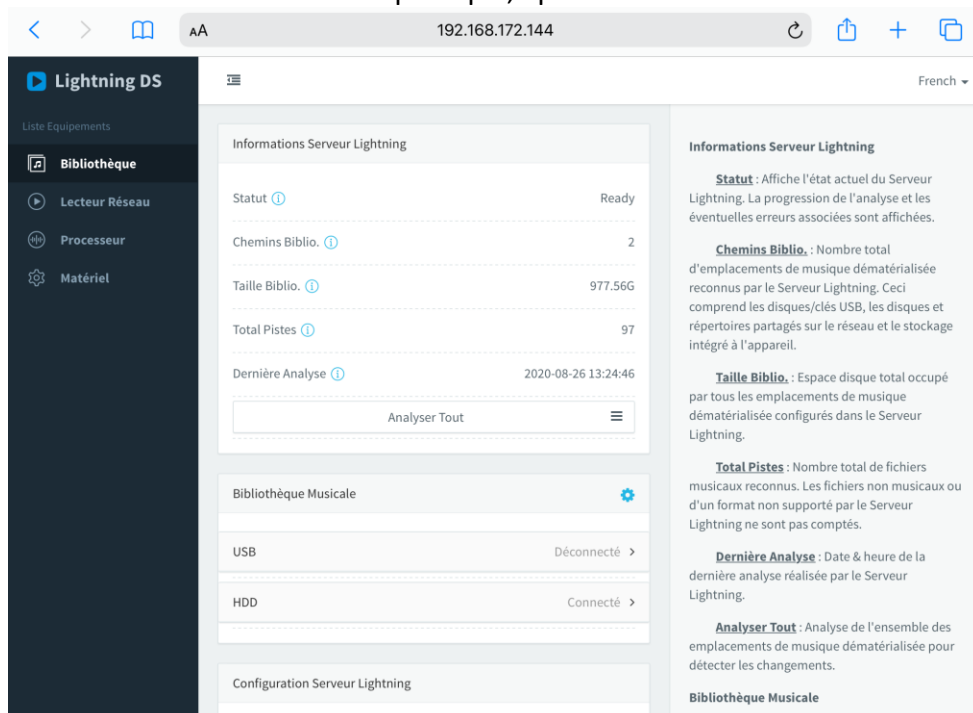 AA
192.168.172.144
Lightning DS
French
Liste Equipements
Bibliothèque
Lecteur Réseau
Processeur
Matériel
Informations Serveur Lightning
Statut
Ready
Chemins Biblio.
2
Taille Biblio.
977.56G
Total Pistes
97
Dernière Analyse
2020-08-26 13:24:46
Analyser Tout
Bibliothèque Musicale
USB
Déconnecté
HDD
Connecté
Configuration Serveur Lightning
Informations Serveur Lightning
Statut : Affiche l'état actuel du Serveur
Lightning. La progression de l'analyse et les
éventuelles erreurs associées sont affichées.
Chemins Biblio. : Nombre total
d'emplacements de musique dématérialisée
reconnus par le Serveur Lightning. Ceci
comprend les disques/clés USB, les disques et
répertoires partagés sur le réseau et le stockage
intégré à l'appareil.
Taille Biblio. : Espace disque total occupé
par tous les emplacements de musique
dématérialisée configurés dans le Serveur
Lightning.
Total Pistes : Nombre total de fichiers
musicaux reconnus. Les fichiers non musicaux ou
d'un format non supporté par le Serveur
Lightning ne sont pas comptés.
Dernière Analyse : Date & heure de la
dernière analyse réalisée par le Serveur
Lightning.
Analyser Tout : Analyse de l'ensemble des
emplacements de musique dématérialisée pour
détecter les changements.
Bibliothèque Musicale